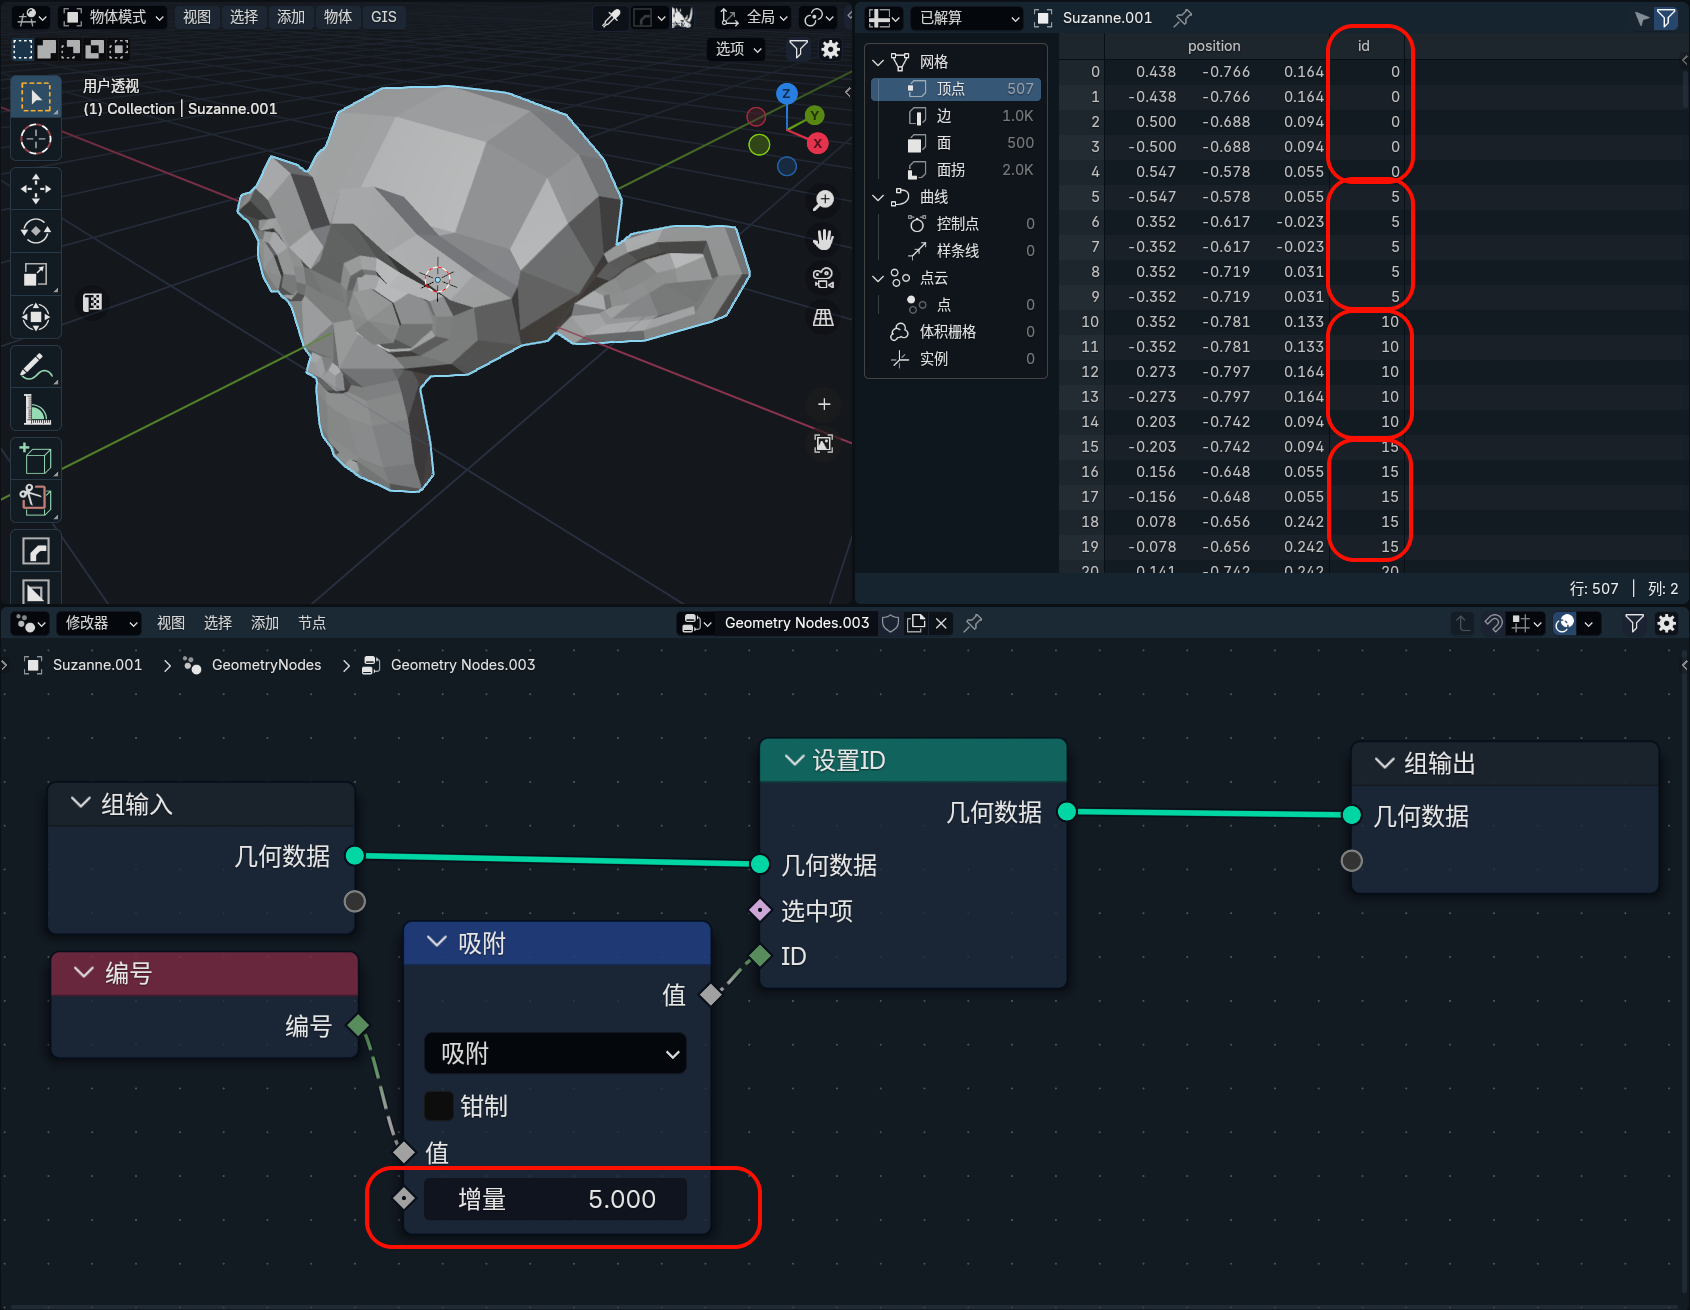 物体模式 视图 选择 添加 物体 GIS 全局
选项
用户透视
(1) Collection | Suzanne.001
Z
Y
X
已解算 Suzanne.001
网格
顶点 507
边 1.0K
面 500
面拐 2.0K
曲线
控制点 0
样条线 0
点云
点 0
体积栅格 0
实例 0
position id
0 0.438 -0.766 0.164 0
1 -0.438 -0.766 0.164 0
2 0.500 -0.688 0.094 0
3 -0.500 -0.688 0.094 0
4 0.547 -0.578 0.055 0
5 -0.547 -0.578 0.055 5
6 0.352 -0.617 -0.023 5
7 -0.352 -0.617 -0.023 5
8 0.352 -0.719 0.031 5
9 -0.352 -0.719 0.031 5
10 0.352 -0.781 0.133 10
11 -0.352 -0.781 0.133 10
12 0.273 -0.797 0.164 10
13 -0.273 -0.797 0.164 10
14 0.203 -0.742 0.094 10
15 -0.203 -0.742 0.094 15
16 0.156 -0.648 0.055 15
17 -0.156 -0.648 0.055 15
18 0.078 -0.656 0.242 15
19 -0.078 -0.656 0.242 15
20 0.141 -0.742 0.242 20
行: 507 | 列: 2
修改器 视图 选择 添加 节点 Geometry Nodes.003
Suzanne.001 GeometryNodes Geometry Nodes.003
组输入
几何数据
编号
编号
吸附
值
吸附
钳制
值
增量 5.000
设置ID
几何数据
几何数据
选中项
ID
组输出
几何数据